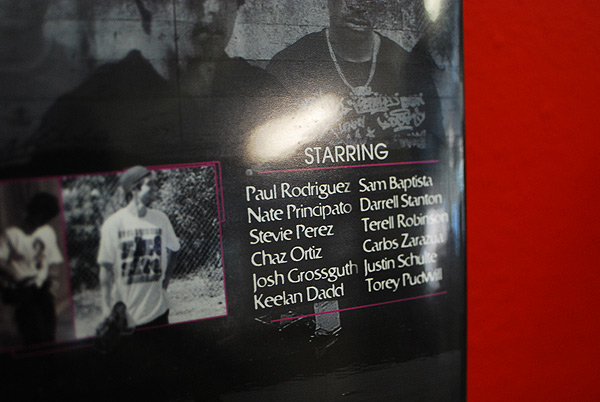 STARRING
Paul Rodriguez
Nate Principato
Stevie Perez
Chaz Ortiz
Josh Grossguth
Keelan Dadd
Sam Baptista
Darrell Stanton
Terell Robinson
Carlos Zarazua
Justin Schulte
Torey Pudwill